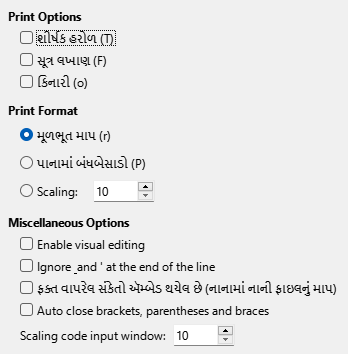 Print Options
શીર્ષક હરોળ (T)
સૂત્ર લખાણ (F)
કિનારી (o)
Print Format
મૂળભૂત માપ (r)
પાનામાં બંધબેસાડો (P)
Scaling: 10
Miscellaneous Options
Enable visual editing
Ignore _and ' at the end of the line
ફક્ત વાપરેલ સંકેતો ઍમ્બેડ થયેલ છે (નાનામાં નાની ફાઇલનું માપ)
Auto close brackets, parentheses and braces
Scaling code input window: 10